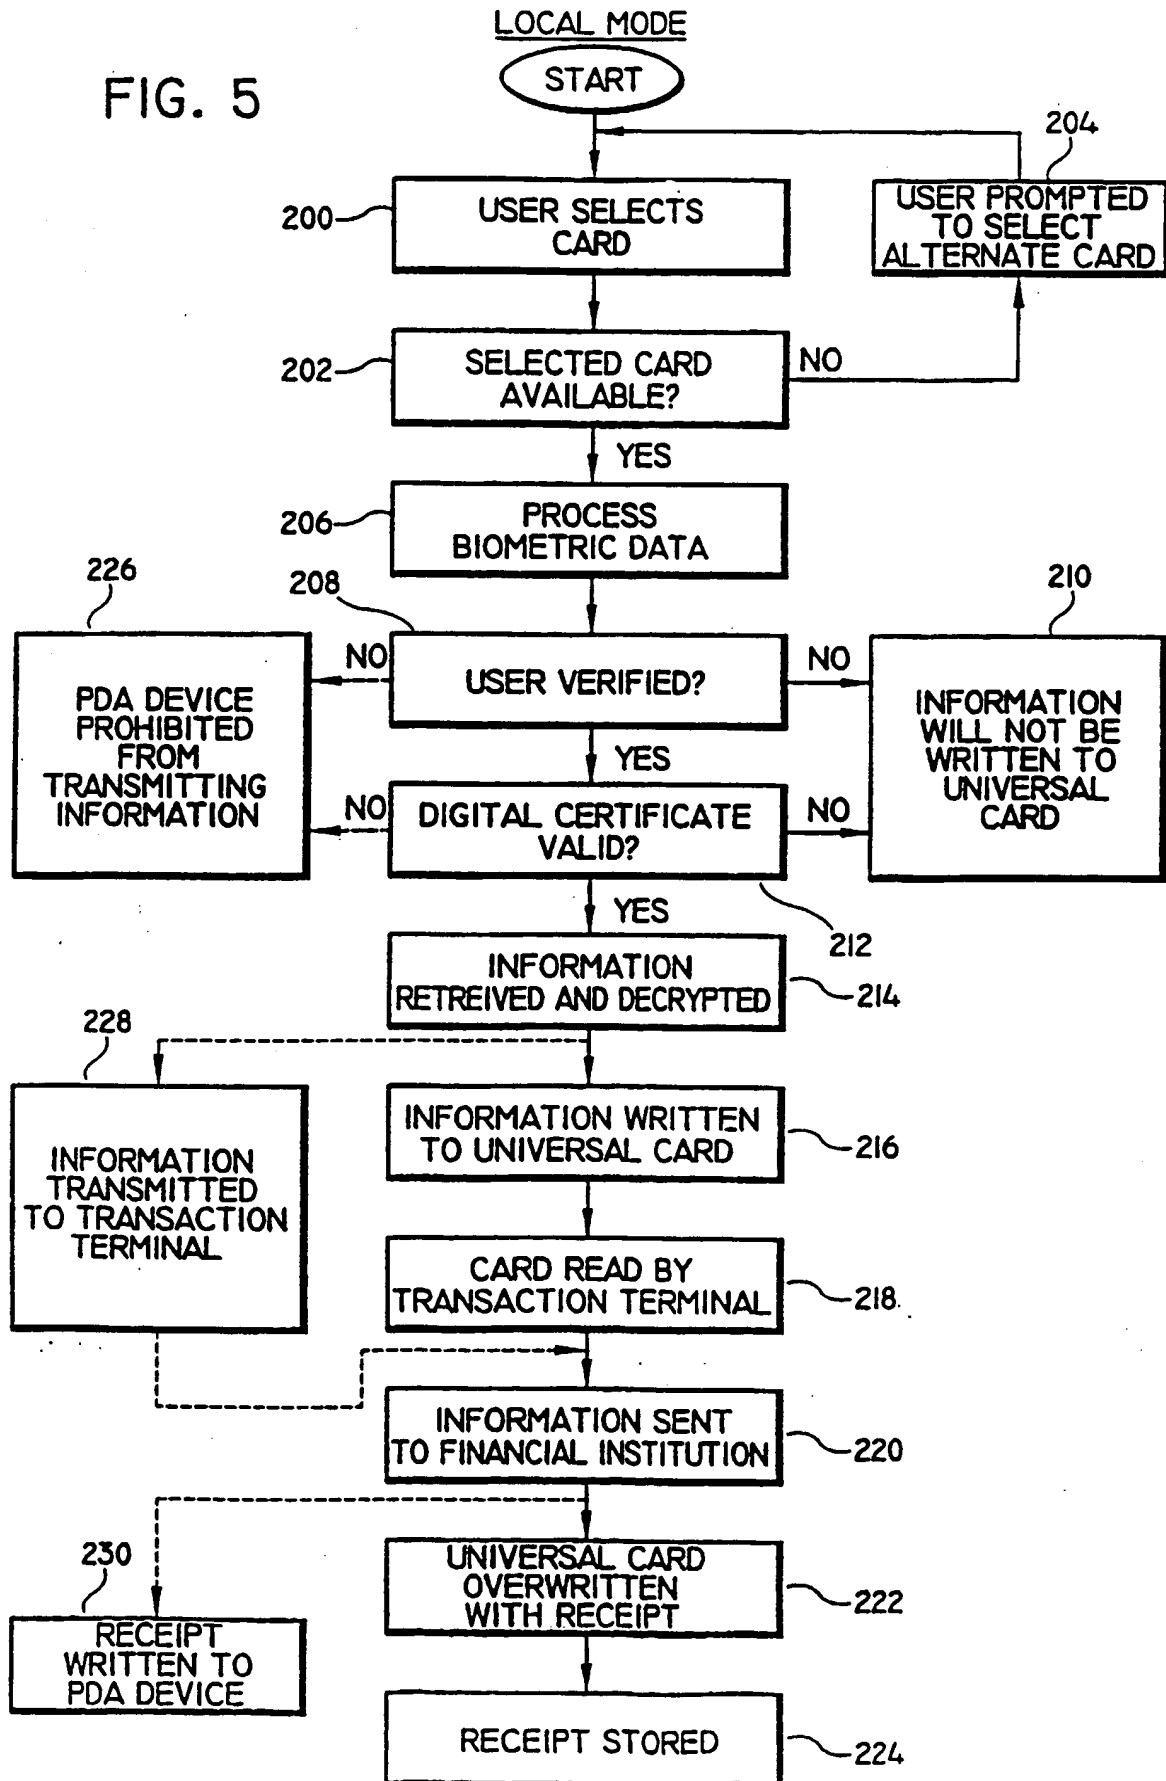 LOCAL MODE
FIG. 5
START
204
200
USER SELECTS
CARD
USER PROMPTED
TO SELECT
ALTERNATE CARD
202
SELECTED CARD
AVAILABLE?
NO
YES
206
PROCESS
BIOMETRIC DATA
226
208
210
PDA DEVICE
PROHIBITED
FROM
TRANSMITTING
INFORMATION
NO
USER VERIFIED?
NO
INFORMATION
WILL NOT BE
WRITTEN TO
UNIVERSAL
CARD
YES
NO
DIGITAL CERTIFICATE
VALID?
NO
YES
212
INFORMATION
RETREIVED AND DECRYPTED
214
228
INFORMATION
TRANSMITTED
TO TRANSACTION
TERMINAL
INFORMATION WRITTEN
TO UNIVERSAL CARD
216
CARD READ BY
TRANSACTION TERMINAL
218
INFORMATION SENT
TO FINANCIAL INSTITUTION
220
230
RECEIPT
WRITTEN TO
PDA DEVICE
UNIVERSAL CARD
OVERWRITTEN
WITH RECEIPT
222
RECEIPT STORED
224